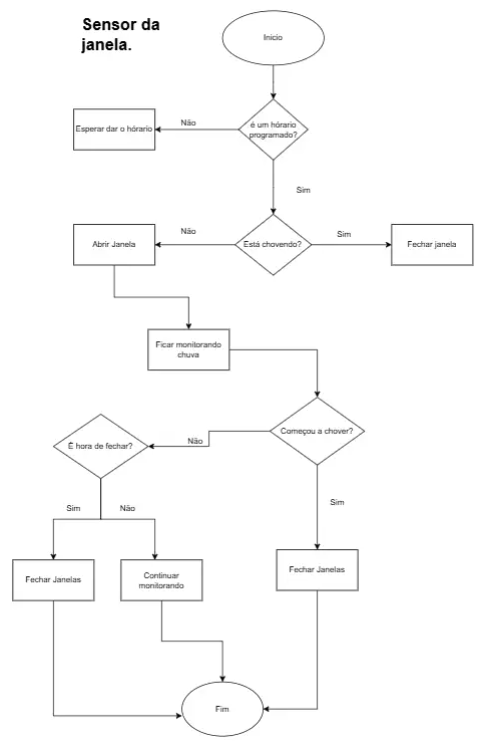 Sensor da
janela.
Inicio
é um hórario
programado?
Não
Esperar dar o hórario
Sim
Está chovendo?
Não
Abrir Janela
Sim
Fechar janela
Ficar monitorando
chuva
Começou a chover?
Não
É hora de fechar?
Sim
Não
Sim
Fechar Janelas
Continuar
monitorando
Fechar Janelas
Fim